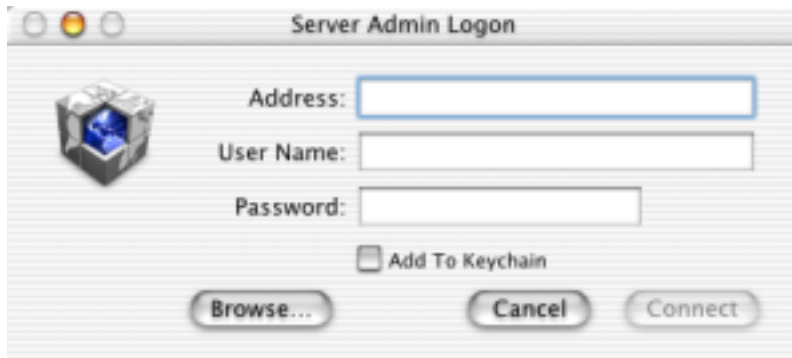 Server Admin Logon
Address:
User Name:
Password:
Add To Keychain
Browse... Cancel Connect